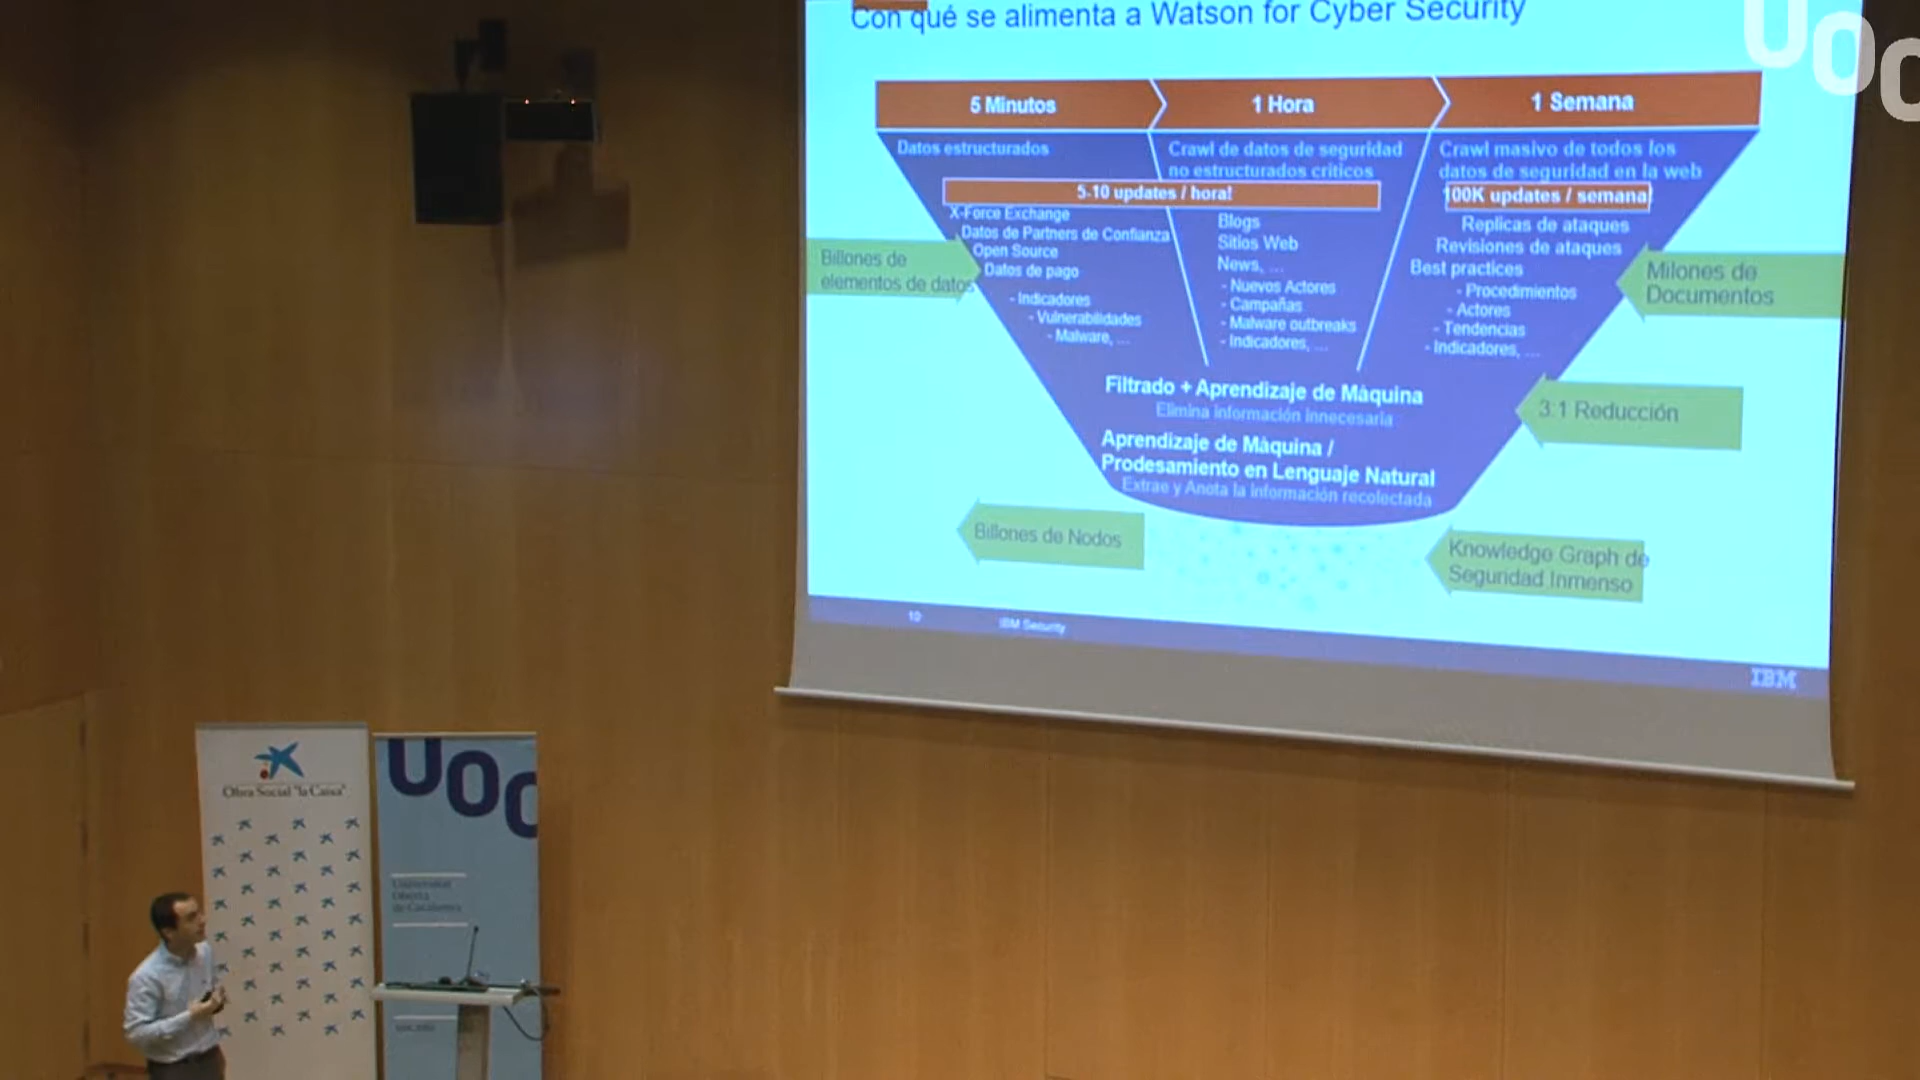 Con qué se alimenta a Watson for Cyber Security
UOC
5 Minutos
1 Hora
1 Semana
Datos estructurados
Crawl de datos de seguridad
no estructurados críticos
Crawl masivo de todos los
datos de seguridad en la web
5-10 updates / hora!
100K updates / semana!
X-Force Exchange
Datos de Partners de Confianza
Open Source
Datos de pago
- Indicadores
- Vulnerabilidades
- Malware, ...
Blogs
Sitios Web
News, ...
- Nuevos Actores
- Campañas
- Malware outbreaks
- Indicadores, ...
Replicas de ataques
Revisiones de ataques
Best practices
- Procedimientos
- Actores
- Tendencias
- Indicadores, ...
Billones de
elementos de datos
Milones de
Documentos
Filtrado + Aprendizaje de Máquina
Elimina información innecesaria
3:1 Reducción
Aprendizaje de Máquina /
Prodesamiento en Lenguaje Natural
Extrae y Anota la información recolectada
Billones de Nodos
Knowledge Graph de
Seguridad Inmenso
10
IBM Security
IBM
Obra Social "la Caixa"
UOC
Universitat
Oberta
de Catalunya